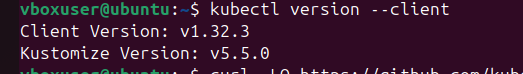 vboxuser@ubuntu:~$ kubectl version --client
Client Version: v1.32.3
Kustomize Version: v5.5.0